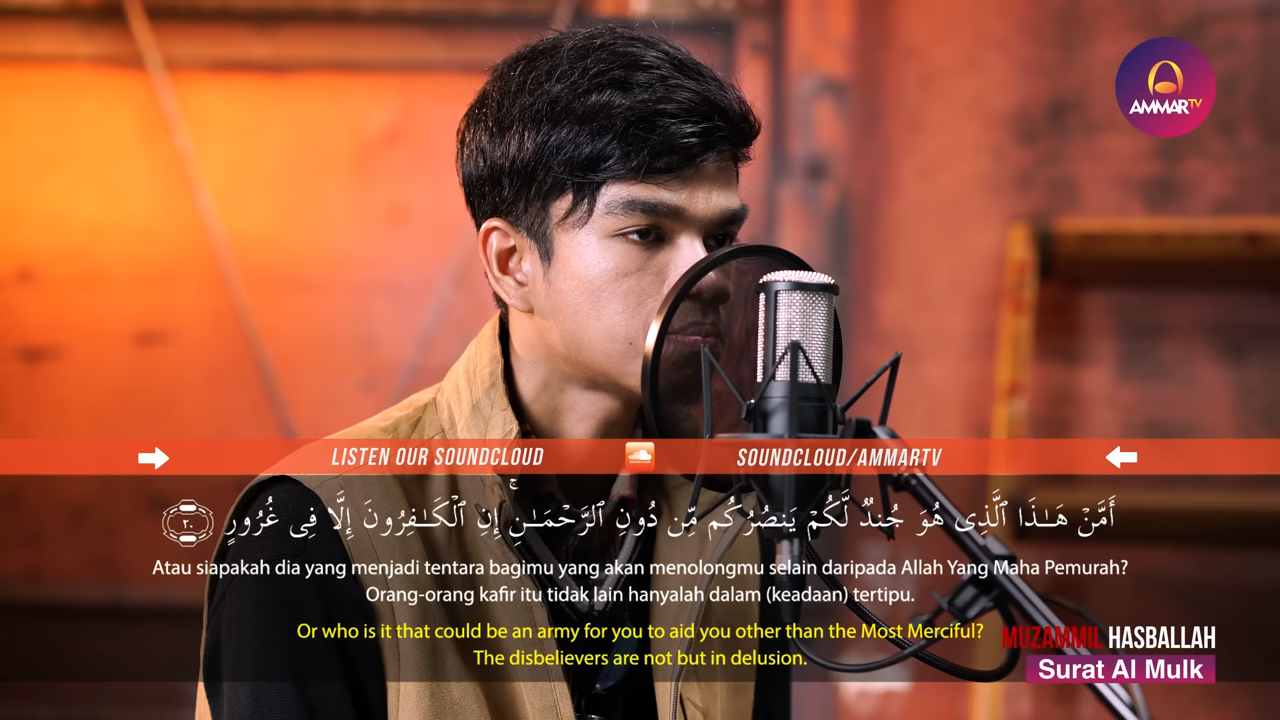 AMMARTV
LISTEN OUR SOUNDCLOUD
SOUNDCLOUD
SOUNDCLOUD/AMMARTV
أَمَّنْ هَـٰذَا ٱلَّذِى هُوَ جُندٌ لَّكُمْ يَنصُرُكُم مِّن دُونِ ٱلرَّحْمَـٰنِ ۚ إِنِ ٱلْكَـٰفِرُونَ إِلَّا فِى غُرُورٍ ٢٠
Atau siapakah dia yang menjadi tentara bagimu yang akan menolongmu selain daripada Allah Yang Maha Pemurah?
Orang-orang kafir itu tidak lain hanyalah dalam (keadaan) tertipu.
Or who is it that could be an army for you to aid you other than the Most Merciful?
The disbelievers are not but in delusion.
MUZAMMIL HASBALLAH
Surat Al Mulk